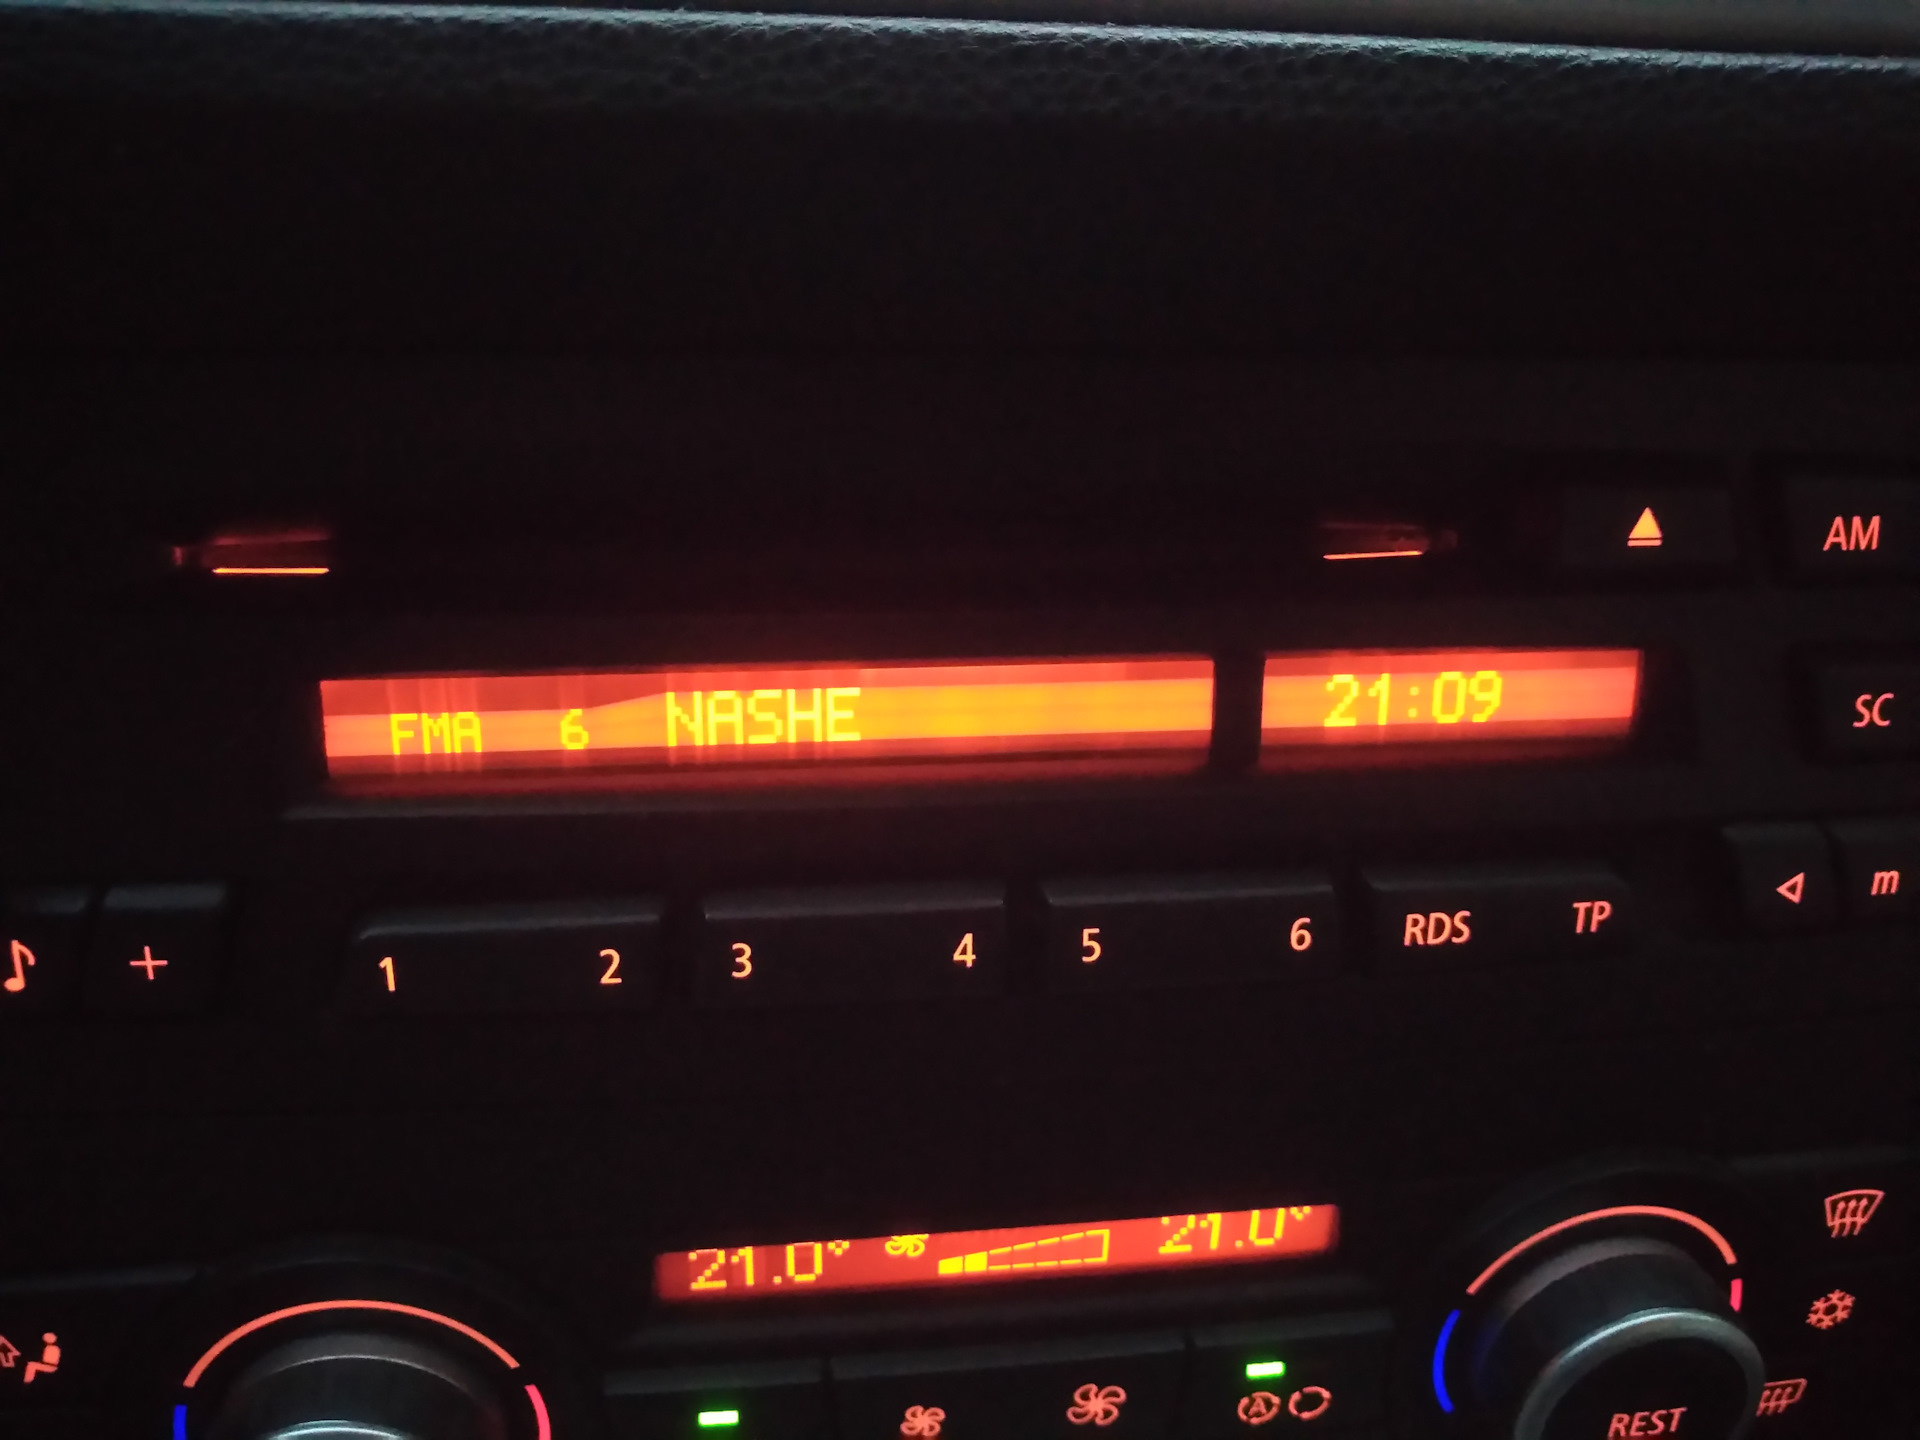 AM
FMA 6 NASHE 21:09
SC
1 2 3 4 5 6 RDS TP m
21.0° 21.0°
A
REST